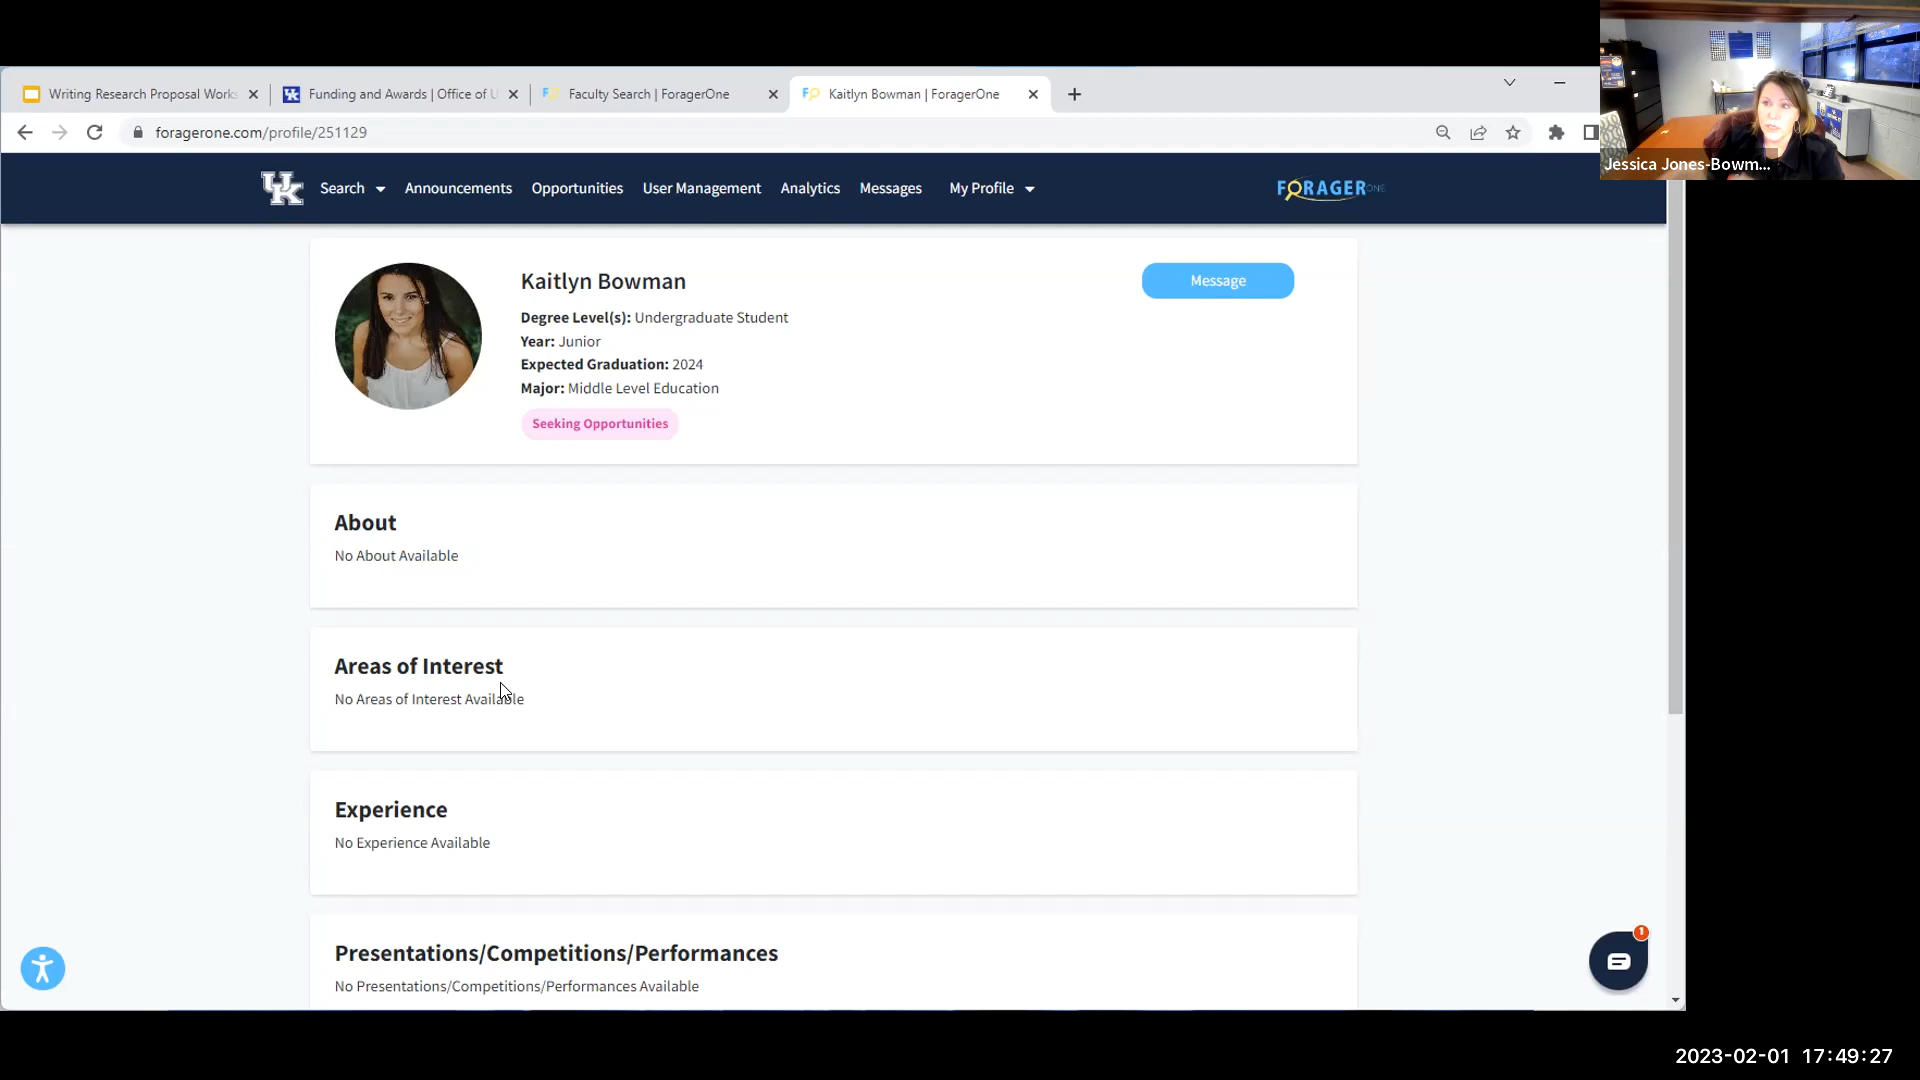 Writing Research Proposal Works
Funding and Awards | Office of U
Faculty Search | ForagerOne
Kaitlyn Bowman | ForagerOne
foragerone.com/profile/251129
Jessica Jones-Bowm...
UK
Search
Announcements
Opportunities
User Management
Analytics
Messages
My Profile
FORAGER ONE
Kaitlyn Bowman
Message
Degree Level(s): Undergraduate Student
Year: Junior
Expected Graduation: 2024
Major: Middle Level Education
Seeking Opportunities
About
No About Available
Areas of Interest
No Areas of Interest Available
Experience
No Experience Available
Presentations/Competitions/Performances
No Presentations/Competitions/Performances Available
1
2023-02-01 17:49:27